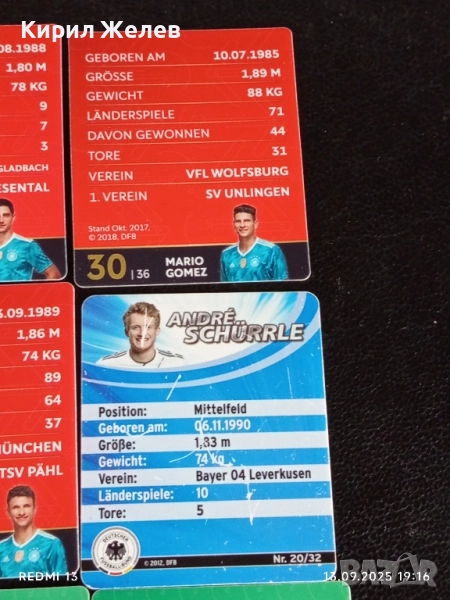 Кирил Желев
08.1988
1,80 M
78 KG
9
7
3
GLADBACH
ESENTAL
GEBOREN AM 10.07.1985
GRÖSSE 1,89 M
GEWICHT 88 KG
LÄNDERSPIELE 71
DAVON GEWONNEN 44
TORE 31
VEREIN VFL WOLFSBURG
1. VEREIN SV UNLINGEN
Stand Okt. 2017,
© 2018, DFB
30 | 36 MARIO
GOMEZ
3.09.1989
1,86 M
74 KG
89
64
37
MÜNCHEN
TSV PÄHL
ANDRÉ
SCHÜRRLE
Position: Mittelfeld
Geboren am: 06.11.1990
Größe: 1,83 m
Gewicht: 74 kg
Verein: Bayer 04 Leverkusen
Länderspiele: 10
Tore: 5
DEUTSCHER
FUSSBALL-BUND
© 2012, DFB
Nr. 20/32
REDMI 13
13.09.2025 19:16